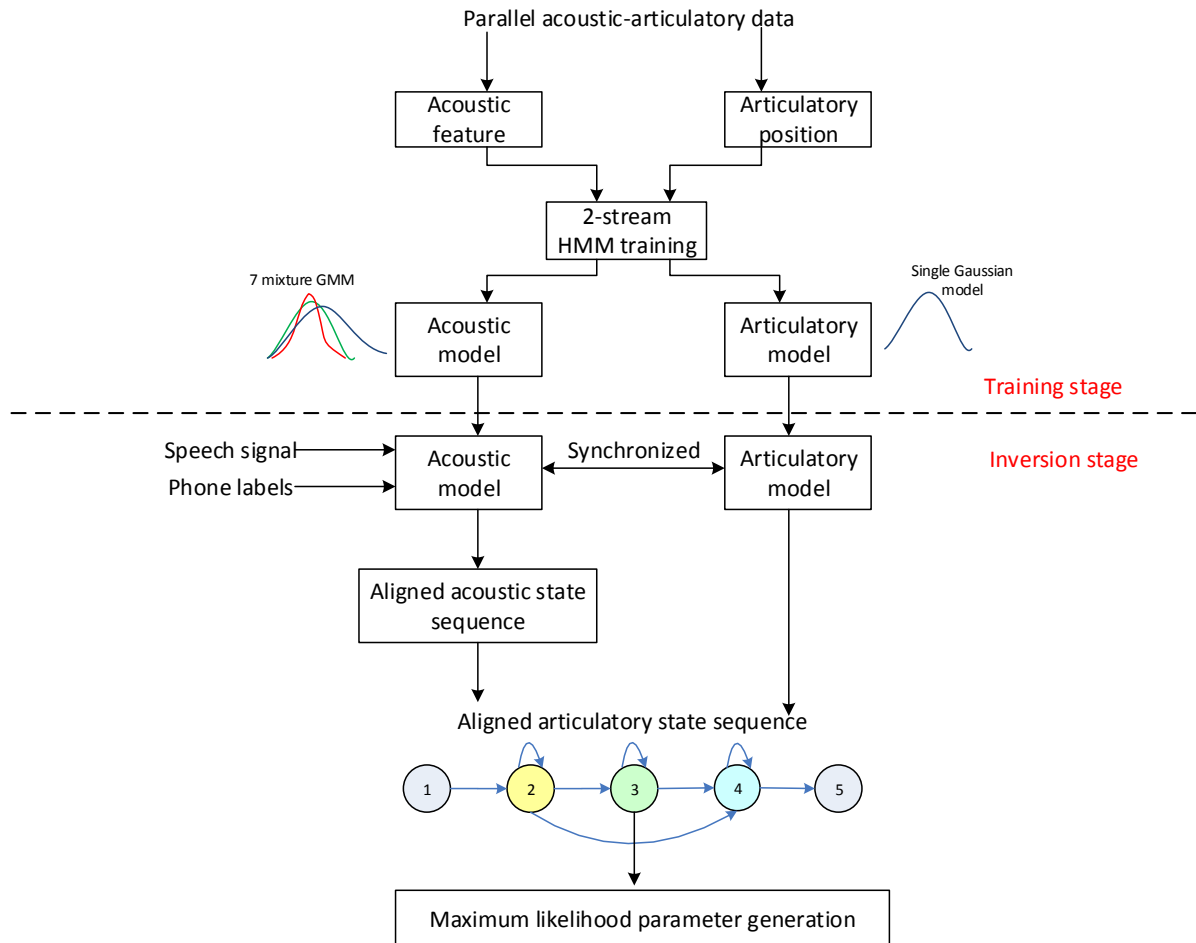 Parallel acoustic-articulatory data
Acoustic
feature
Articulatory
position
2-stream
HMM training
7 mixture GMM
Single Gaussian
model
Acoustic
model
Articulatory
model
Training stage
Speech signal
Phone labels
Acoustic
model
Synchronized
Articulatory
model
Inversion stage
Aligned acoustic state
sequence
Aligned articulatory state sequence
1
2
3
4
5
Maximum likelihood parameter generation